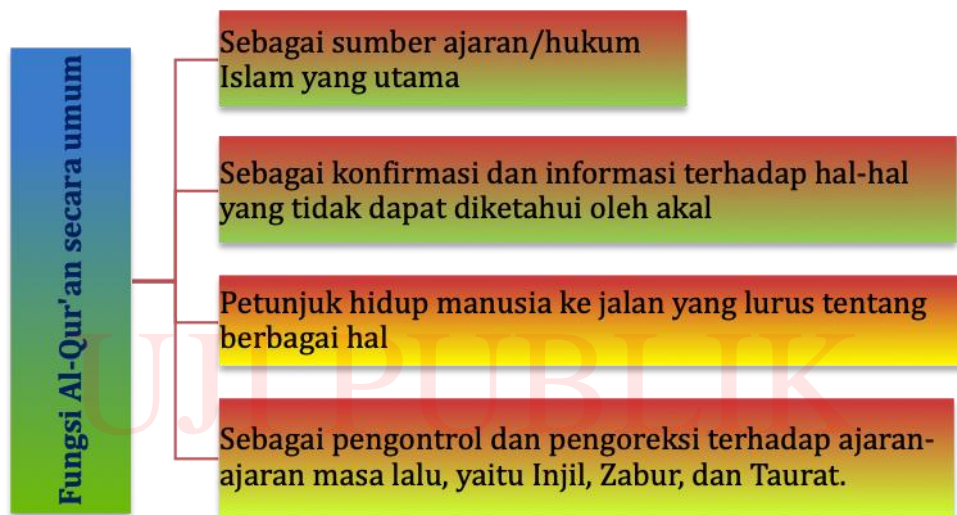 Fungsi Al-Qur'an secara umum
Sebagai sumber ajaran/hukum
Islam yang utama
Sebagai konfirmasi dan informasi terhadap hal-hal
yang tidak dapat diketahui oleh akal
Petunjuk hidup manusia ke jalan yang lurus tentang
berbagai hal
Sebagai pengontrol dan pengoreksi terhadap ajaran-
ajaran masa lalu, yaitu Injil, Zabur, dan Taurat.
UJI PUBLIK